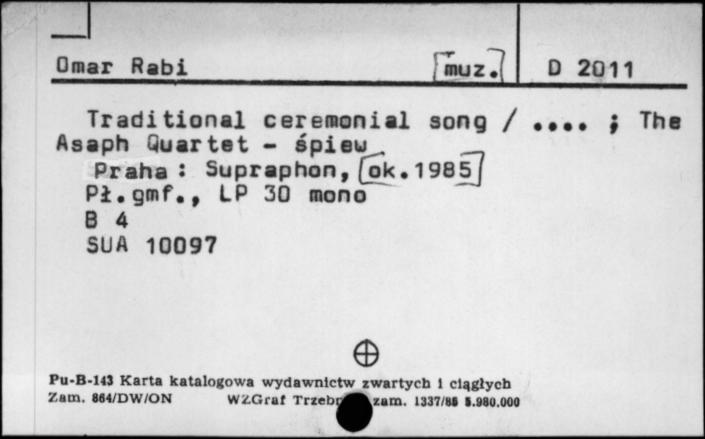 Omar Rabi [muz.] D 2011
Traditional ceremonial song / .... ; The
Asaph Quartet - śpiew
Praha : Supraphon, [ok.1985]
Pł.gmf., LP 30 mono
B 4
SUA 10097
Pu-B-143 Karta katalogowa wydawnictw zwartych i ciągłych
Zam. 864/DW/ON WZGraf zam. 1337/86 5.980.000